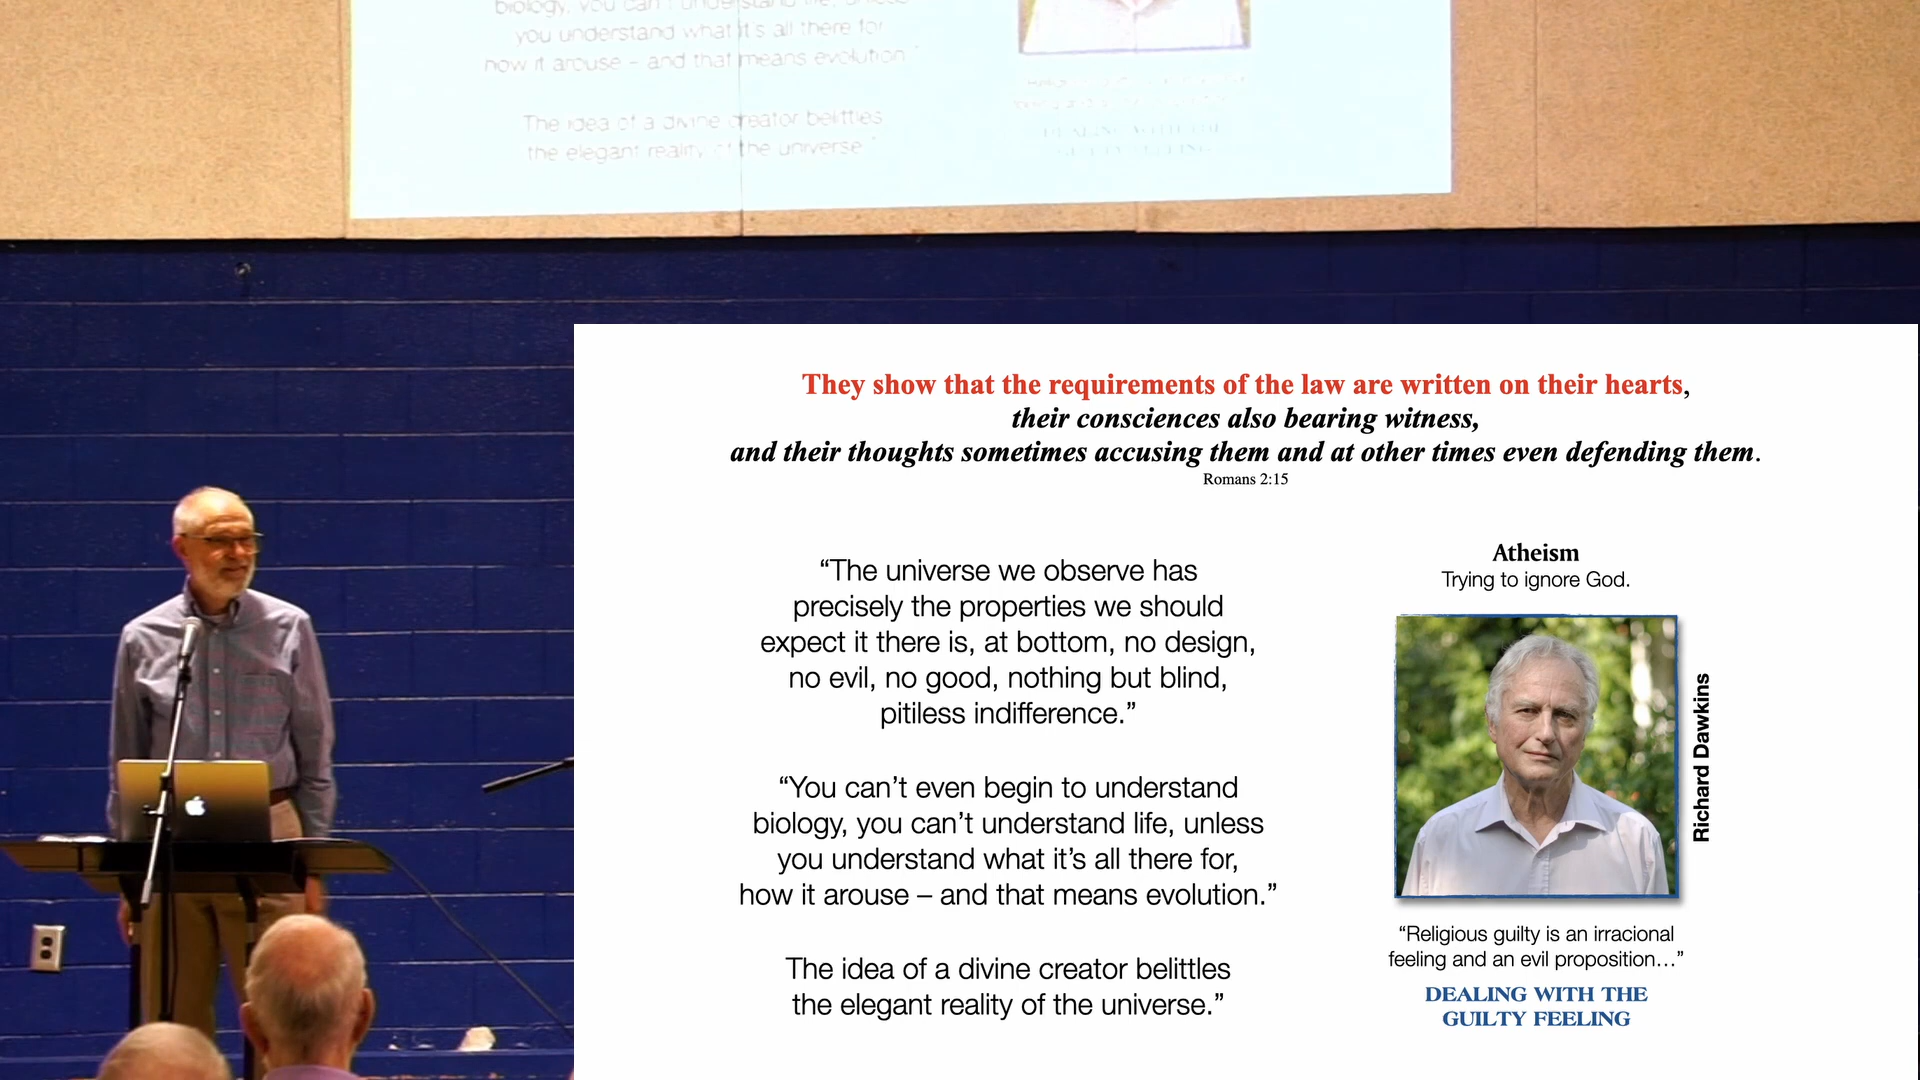 biology, you can't understand life, unless
you understand what it's all there for,
how it arouse – and that means evolution."
The idea of a divine creator belittles
the elegant reality of the universe."
They show that the requirements of the law are written on their hearts,
their consciences also bearing witness,
and their thoughts sometimes accusing them and at other times even defending them.
Romans 2:15
“The universe we observe has
precisely the properties we should
expect it there is, at bottom, no design,
no evil, no good, nothing but blind,
pitiless indifference.”
“You can’t even begin to understand
biology, you can’t understand life, unless
you understand what it’s all there for,
how it arouse – and that means evolution.”
The idea of a divine creator belittles
the elegant reality of the universe.”
Atheism
Trying to ignore God.
Richard Dawkins
“Religious guilty is an irracional
feeling and an evil proposition…”
DEALING WITH THE
GUILTY FEELING